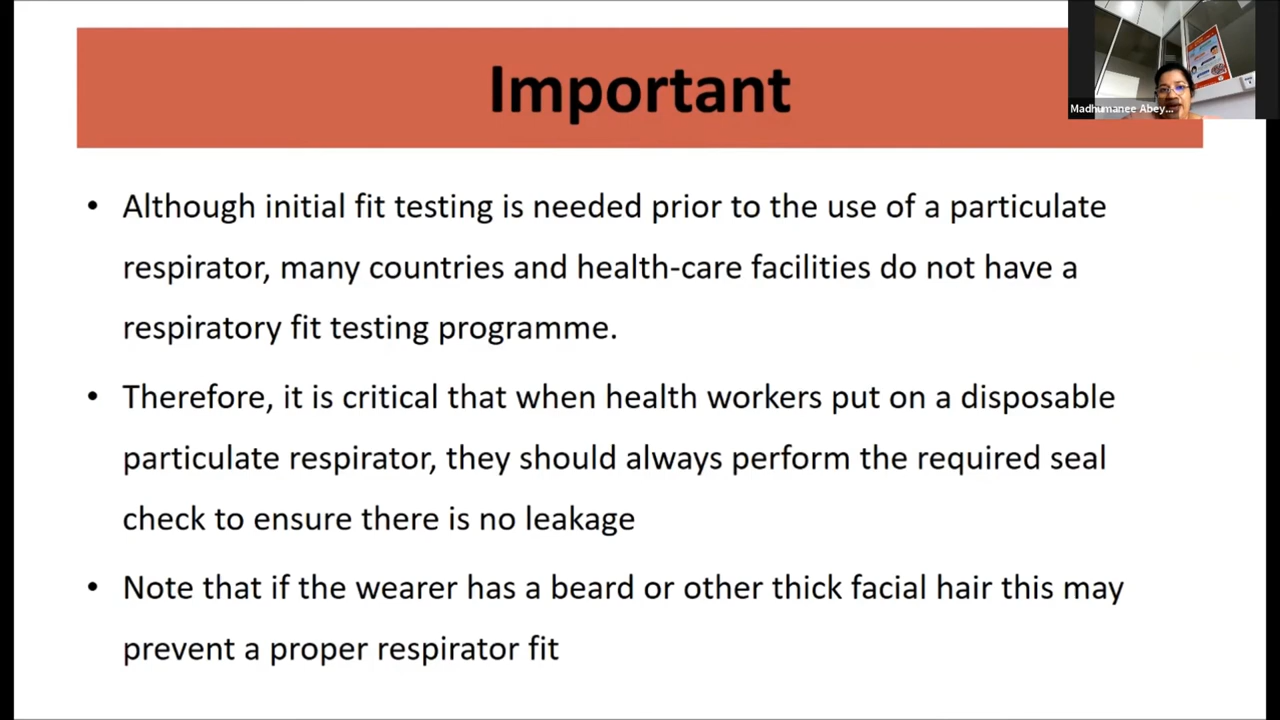 Important
Madhumanee Abey...
• Although initial fit testing is needed prior to the use of a particulate
respirator, many countries and health-care facilities do not have a
respiratory fit testing programme.
• Therefore, it is critical that when health workers put on a disposable
particulate respirator, they should always perform the required seal
check to ensure there is no leakage
• Note that if the wearer has a beard or other thick facial hair this may
prevent a proper respirator fit